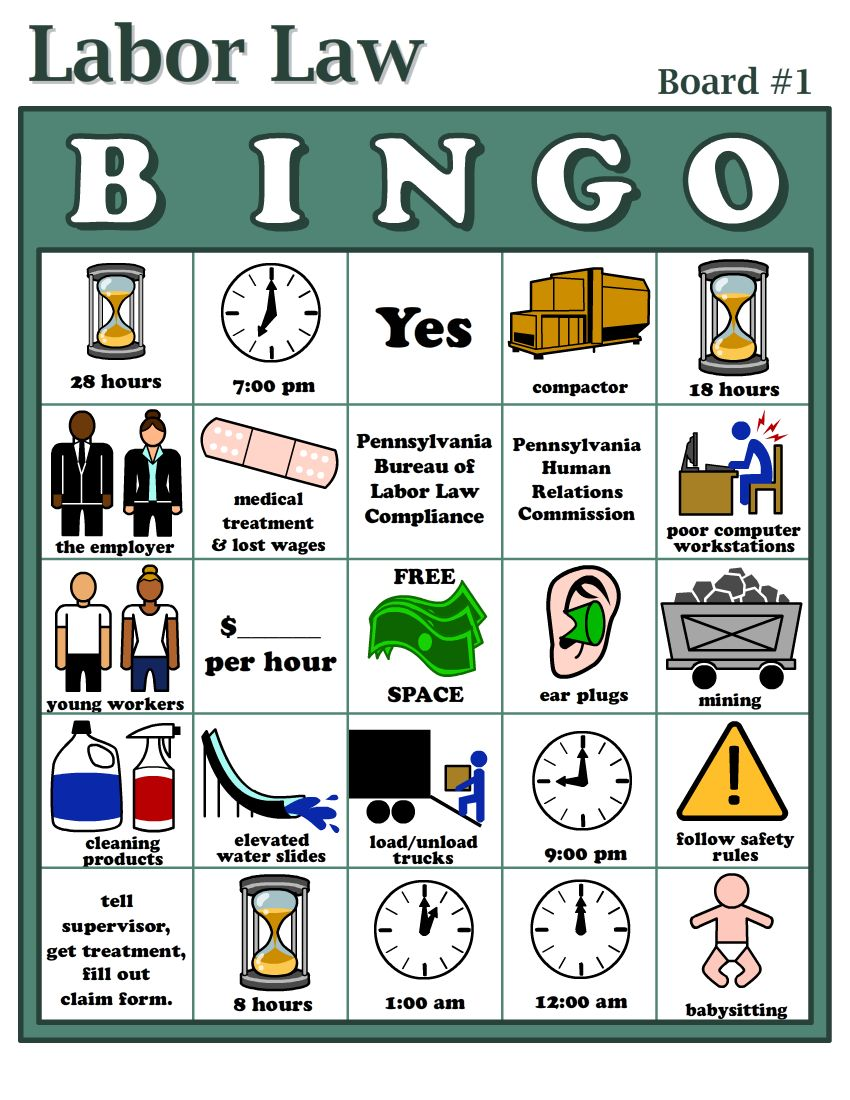 Labor Law
Board #1
B I N G O
28 hours
7:00 pm
Yes
compactor
18 hours
the employer
medical
treatment
& lost wages
Pennsylvania
Bureau of
Labor Law
Compliance
Pennsylvania
Human
Relations
Commission
poor computer
workstations
young workers
$______
per hour
FREE
SPACE
ear plugs
mining
cleaning
products
elevated
water slides
load/unload
trucks
9:00 pm
follow safety
rules
tell
supervisor,
get treatment,
fill out
claim form.
8 hours
1:00 am
12:00 am
babysitting